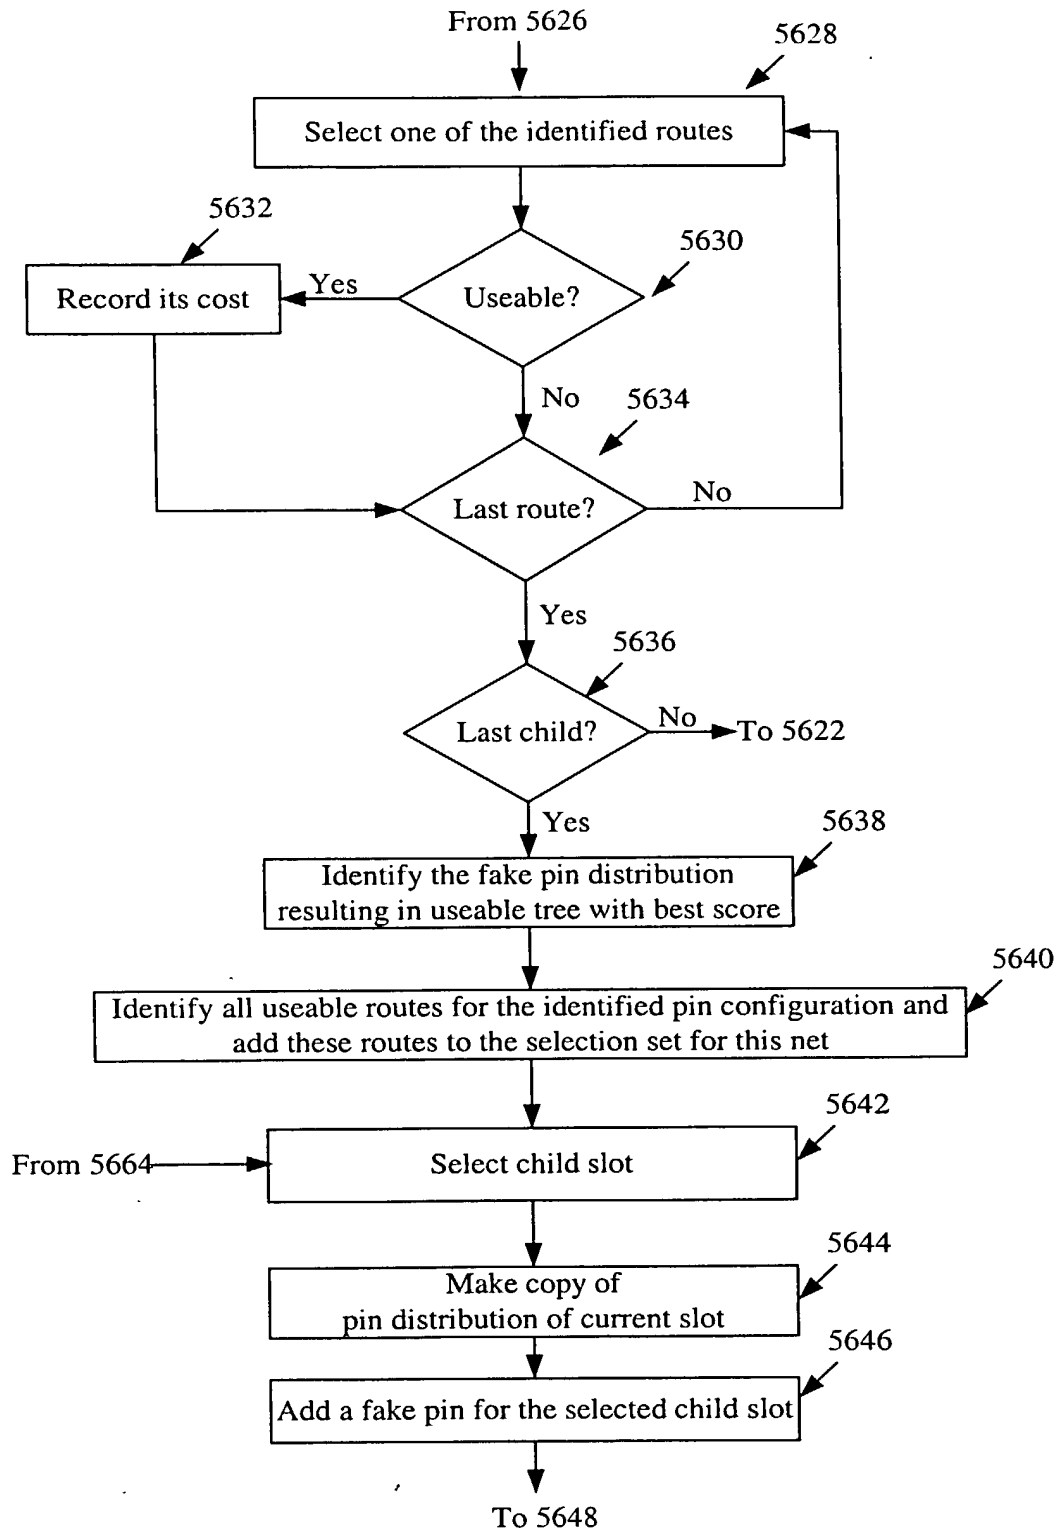 From 5626
5628
Select one of the identified routes
5632
5630
Record its cost
Yes
Useable?
No
5634
Last route?
No
Yes
5636
Last child?
No
To 5622
Yes
5638
Identify the fake pin distribution
resulting in useable tree with best score
5640
Identify all useable routes for the identified pin configuration and
add these routes to the selection set for this net
5642
From 5664
Select child slot
5644
Make copy of
pin distribution of current slot
5646
Add a fake pin for the selected child slot
To 5648